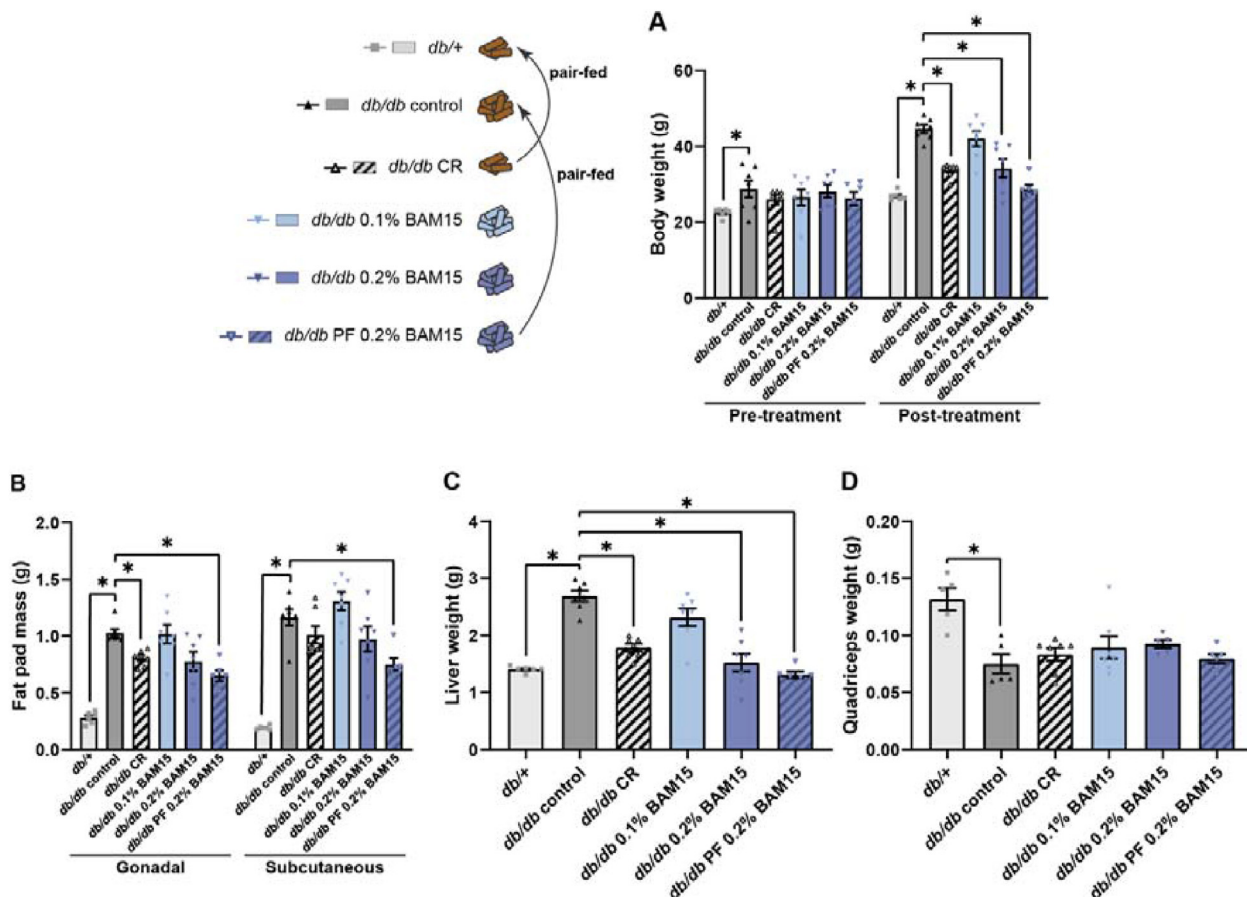 db/+
pair-fed
db/db control
db/db CR
pair-fed
db/db 0.1% BAM15
db/db 0.2% BAM15
db/db PF 0.2% BAM15
A
Body weight (g)
60
40
20
0
*
*
*
*
*
db/+
db/db control
db/db CR
db/db 0.1% BAM15
db/db 0.2% BAM15
db/db PF 0.2% BAM15
db/+
db/db control
db/db CR
db/db 0.1% BAM15
db/db 0.2% BAM15
db/db PF 0.2% BAM15
Pre-treatment
Post-treatment
B
Fat pad mass (g)
2.0
1.5
1.0
0.5
0.0
*
*
*
*
*
db/+
db/db control
db/db CR
db/db 0.1% BAM15
db/db 0.2% BAM15
db/db PF 0.2% BAM15
db/+
db/db control
db/db CR
db/db 0.1% BAM15
db/db 0.2% BAM15
db/db PF 0.2% BAM15
Gonadal
Subcutaneous
C
Liver weight (g)
4
3
2
1
0
*
*
*
*
db/+
db/db control
db/db CR
db/db 0.1% BAM15
db/db 0.2% BAM15
db/db PF 0.2% BAM15
D
Quadriceps weight (g)
0.20
0.15
0.10
0.05
0.00
*
db/+
db/db control
db/db CR
db/db 0.1% BAM15
db/db 0.2% BAM15
db/db PF 0.2% BAM15